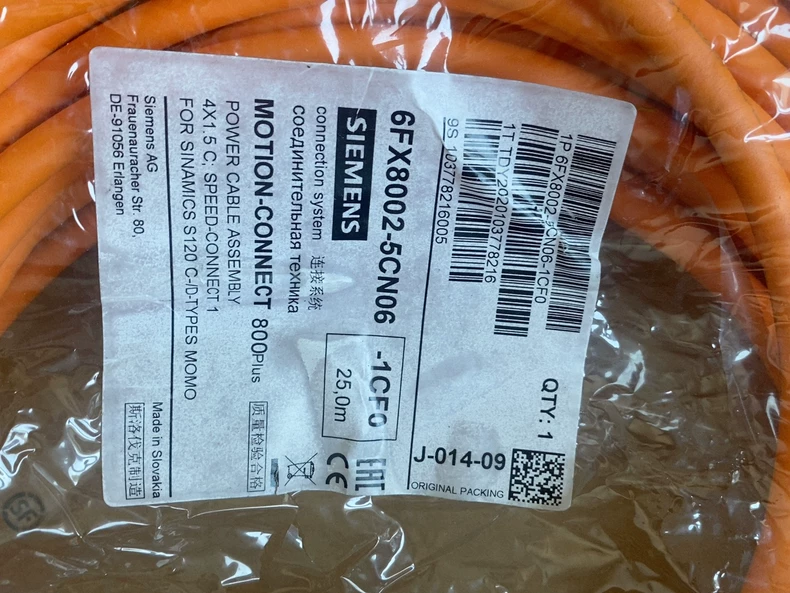 1P 6FX8002-5CN06-1CF0
1T TDY2020103778216
9S 103778216005
QTY: 1
J-014-09
ORIGINAL PACKING
6FX8002-5CN06
-1CF0
25,0m
SIEMENS
connection system 连接系统
соединительная техника
CE
EAC
MOTION-CONNECT 800Plus
质量检验合格
POWER CABLE ASSEMBLY
4X1.5 C; SPEED-CONNECT 1
FOR SINAMICS S120 C-/D-TYPES MOMO
Siemens AG
Frauenauracher Str. 80,
DE-91056 Erlangen
Made in Slovakia
斯洛伐克制造